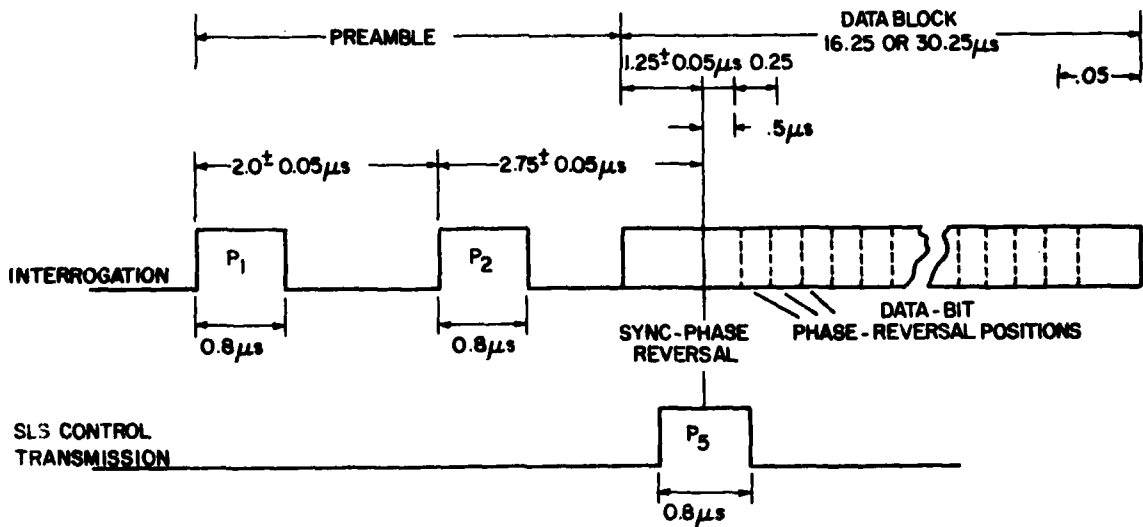 PREAMBLE
DATA BLOCK
16.25 OR 30.25μs
1.25± 0.05μs 0.25
.05
.5μs
2.0± 0.05μs
2.75± 0.05μs
INTERROGATION
P1
P2
0.8μs
0.8μs
SYNC-PHASE
REVERSAL
DATA-BIT
PHASE-REVERSAL POSITIONS
SLS CONTROL
TRANSMISSION
P5
0.8μs